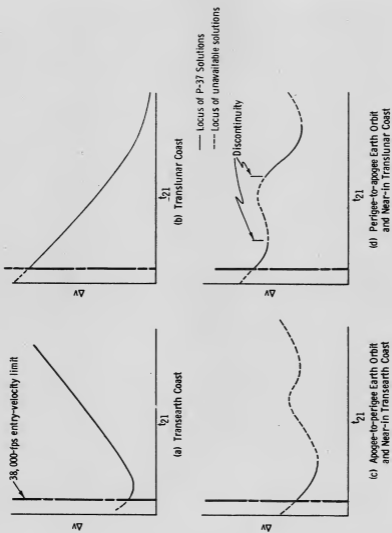 38,000-fps entry-velocity limit
ΔV
t21
(a) Transearth Coast
ΔV
t21
(b) Translunar Coast
ΔV
t21
(c) Apogee-to-perigee Earth Orbit
and Near-in Transearth Coast
Locus of P-37 Solutions
Locus of unavailable solutions
Discontinuity
ΔV
t21
(d) Perigee-to-apogee Earth Orbit
and Near-in Translunar Coast